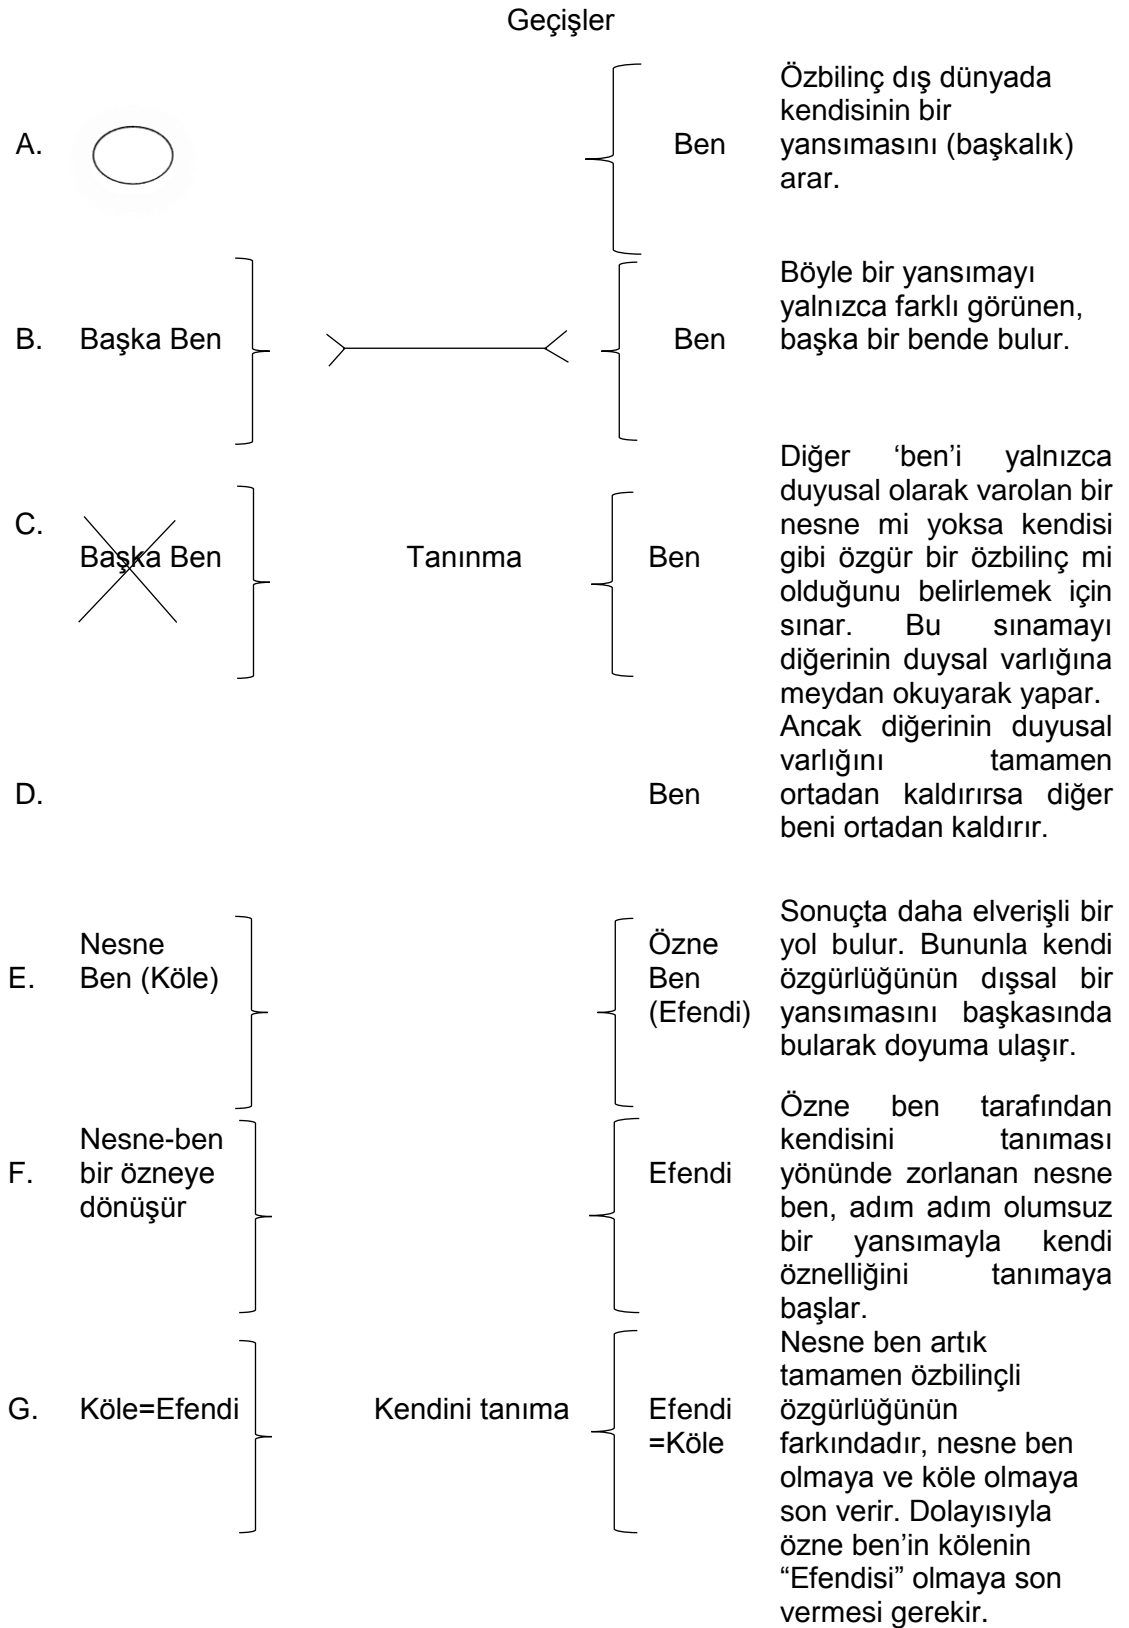 Geçişler
A.
Ben
Özbilinç dış dünyada
kendisinin bir
yansımasını (başkalık)
arar.
B.
Başka Ben
Ben
Böyle bir yansımayı
yalnızca farklı görünen,
başka bir bende bulur.
C.
Başka Ben
Tanınma
Ben
Diğer ‘ben’i yalnızca
duyusal olarak varolan bir
nesne mi yoksa kendisi
gibi özgür bir özbilinç mi
olduğunu belirlemek için
sınar. Bu sınamayı
diğerinin duysal varlığına
meydan okuyarak yapar.
D.
Ben
Ancak diğerinin duyusal
varlığını tamamen
ortadan kaldırırsa diğer
beni ortadan kaldırır.
E.
Nesne
Ben (Köle)
Özne
Ben
(Efendi)
Sonuçta daha elverişli bir
yol bulur. Bununla kendi
özgürlüğünün dışsal bir
yansımasını başkasında
bularak doyuma ulaşır.
F.
Nesne-ben
bir özneye
dönüşür
Efendi
Özne ben tarafından
kendisini tanıması
yönünde zorlanan nesne
ben, adım adım olumsuz
bir yansımayla kendi
öznelliğini tanımaya
başlar.
G.
Köle=Efendi
Kendini tanıma
Efendi
=Köle
Nesne ben artık
tamamen özbilinçli
özgürlüğünün
farkındadır, nesne ben
olmaya ve köle olmaya
son verir. Dolayısıyla
özne ben’in kölenin
“Efendisi” olmaya son
vermesi gerekir.